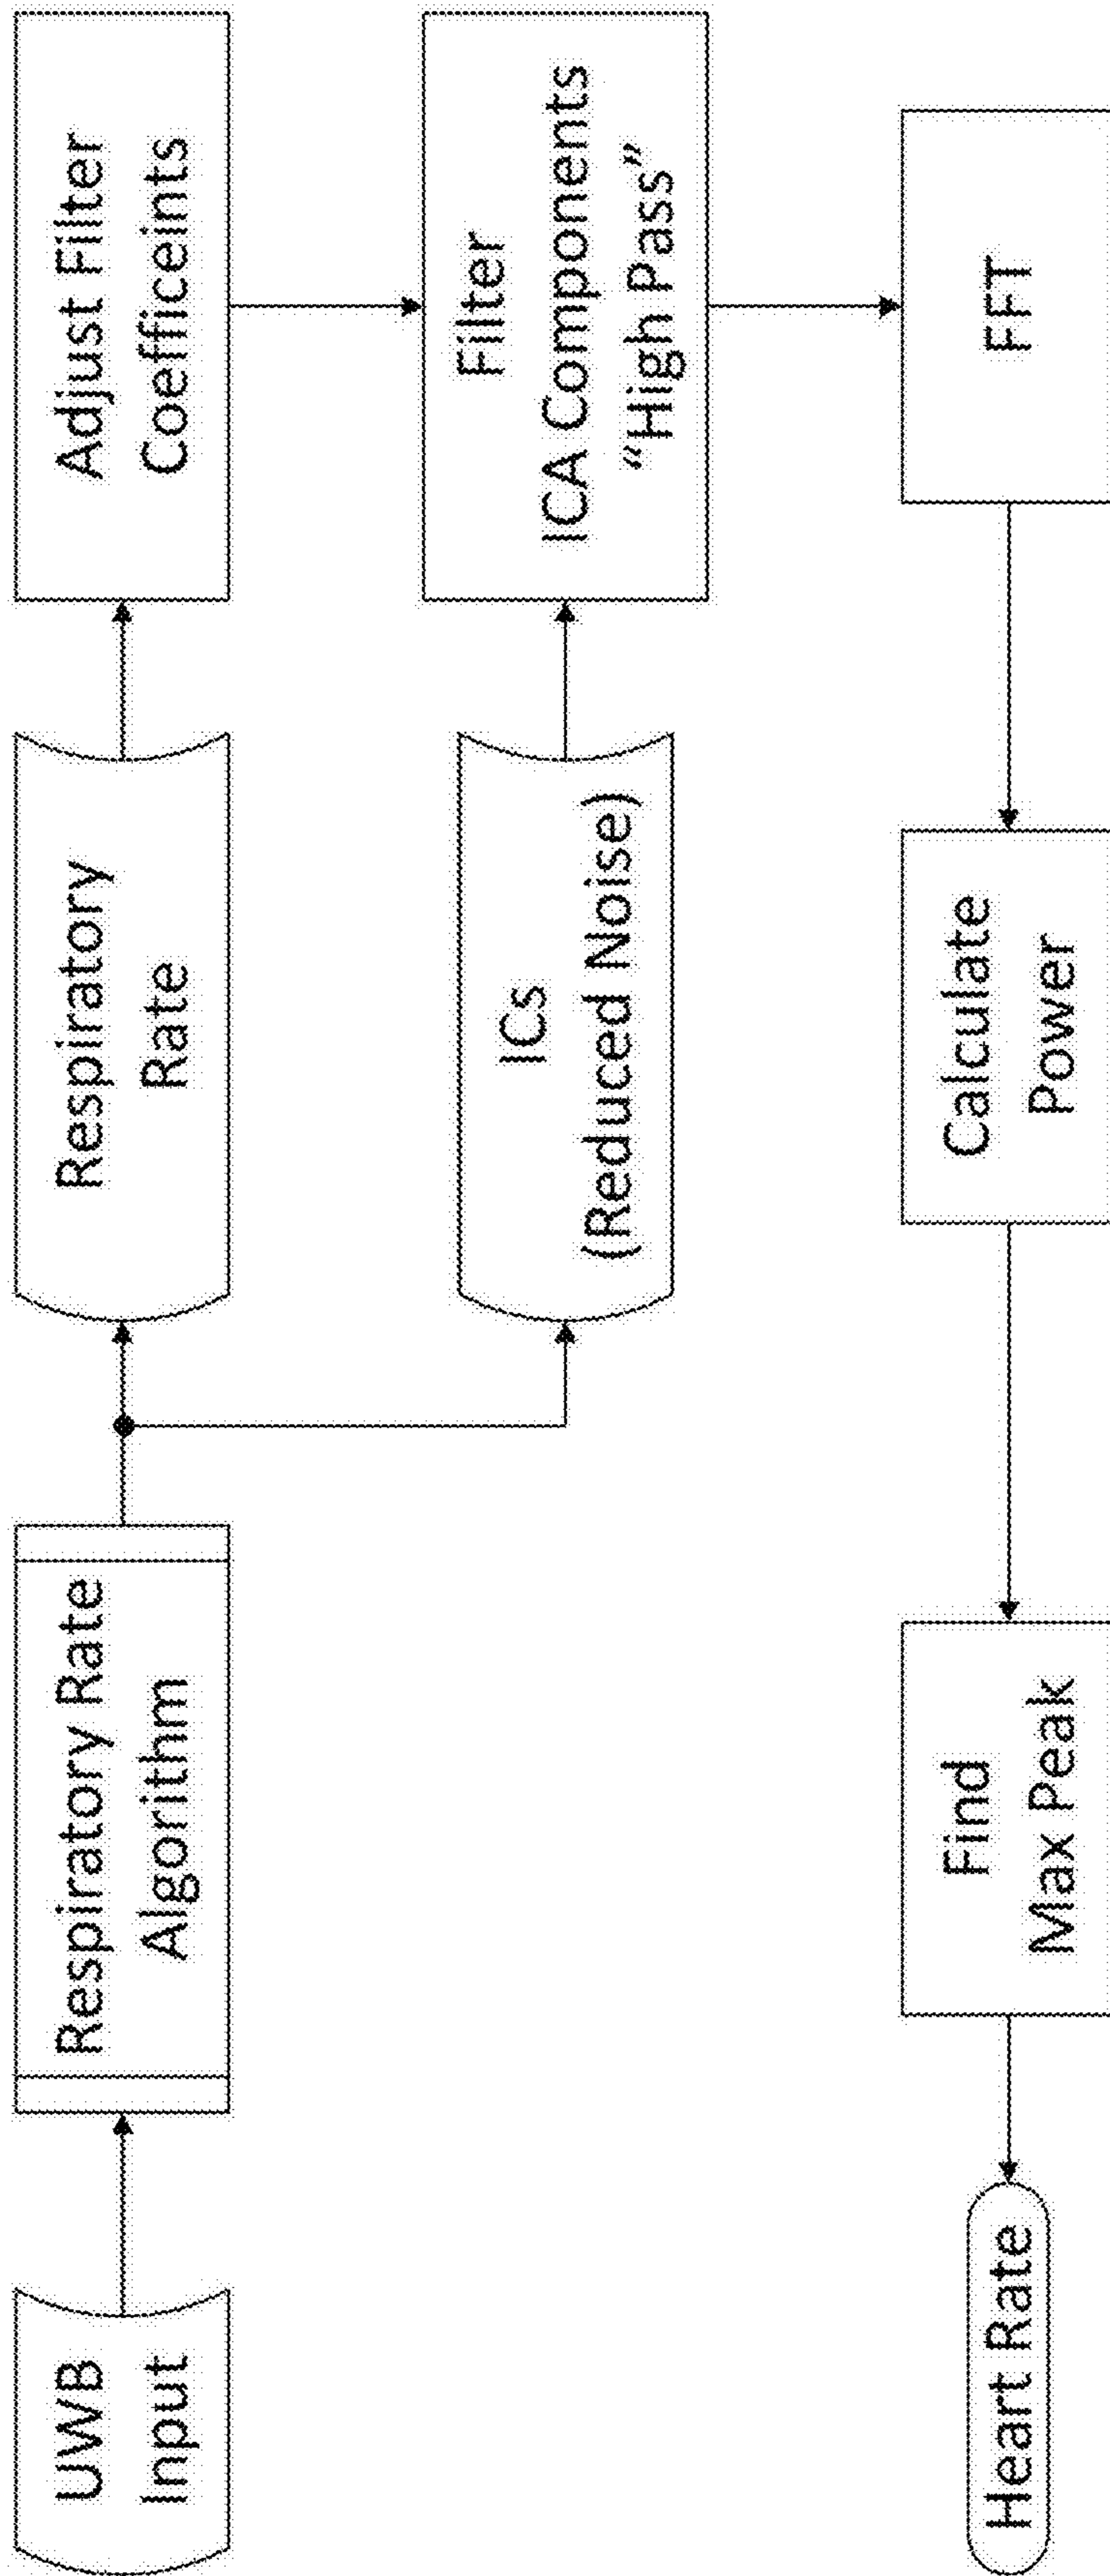 UWB
Input
Respiratory Rate
Algorithm
Respiratory
Rate
Adjust Filter
Coefficeints
ICs
(Reduced Noise)
Filter
ICA Components
“High Pass”
FFT
Calculate
Power
Find
Max Peak
Heart Rate